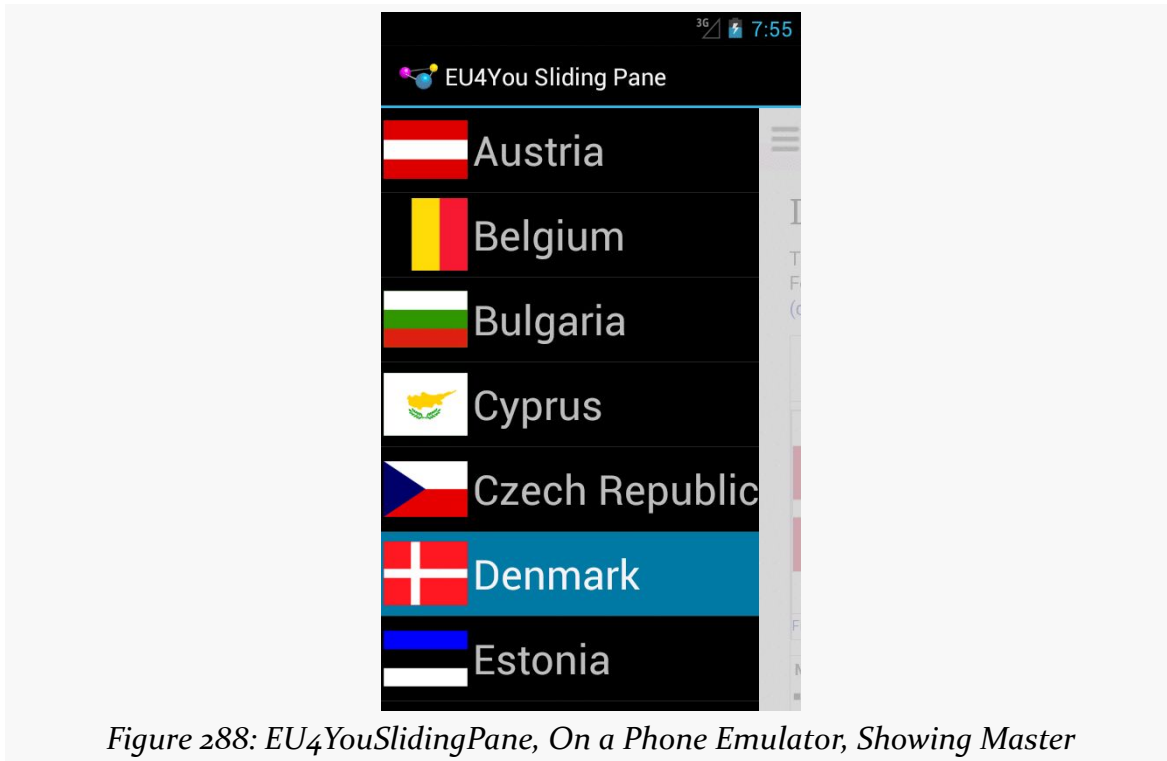 3G 7:55
EU4You Sliding Pane
Austria
Belgium
Bulgaria
Cyprus
Czech Republic
Denmark
Estonia
Figure 288: EU4YouSlidingPane, On a Phone Emulator, Showing Master